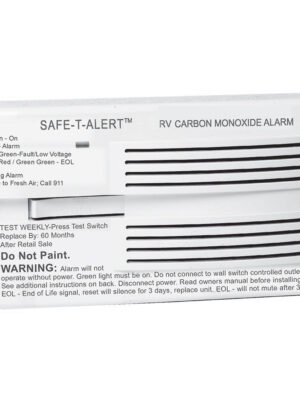 SAFE-T-ALERT™ RV CARBON MONOXIDE ALARM
n - On
- Alarm
Green-Fault/Low Voltage
Red / Green Green - EOL
ng Alarm
to Fresh Air; Call 911
TEST WEEKLY-Press Test Switch
Replace By: 60 Months
After Retail Sale
Do Not Paint.
WARNING: Alarm will not
operate without power. Green light must be on. Do not connect to wall switch controlled outle
See additional instructions on back. Disconnect power. Read owners manual before installing
EOL - End of Life signal, reset will silence for 3 days, replace unit. EOL - will not mute after 3